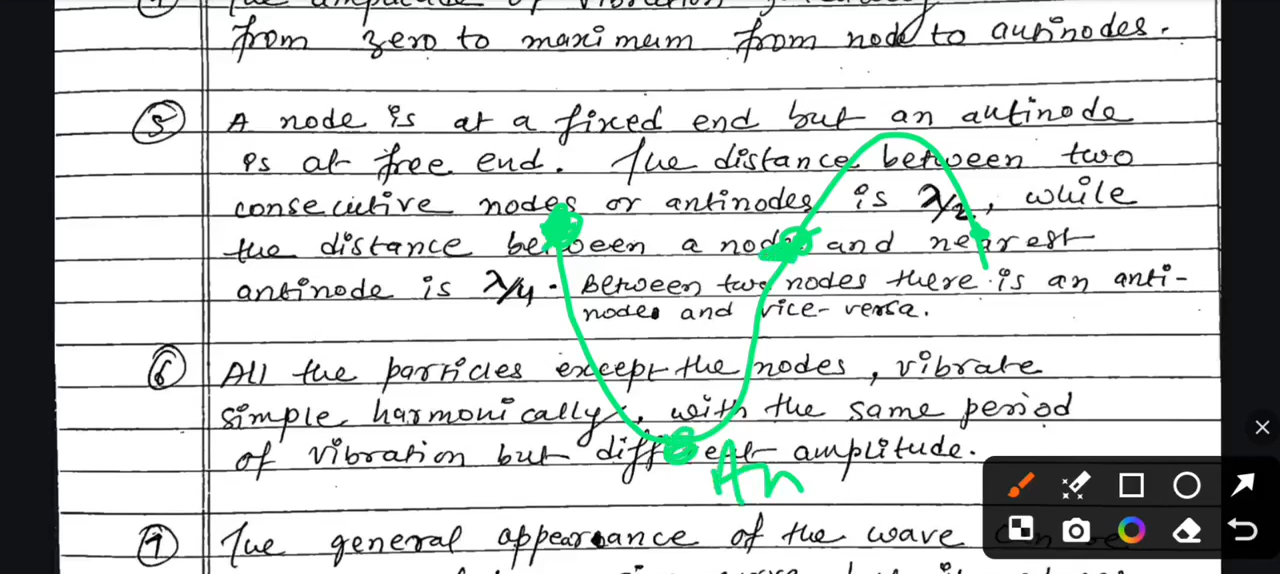 from zero to maximum from node to antinodes.
(5) A node is at a fixed end but an antinode
is at free end. The distance between two
consecutive nodes or antinodes is λ/2, while
the distance between a node and nearest
antinode is λ/4. Between two nodes there is an anti-
nodes and vice-versa.
(6) All the particles except the nodes, vibrate
simple harmonically, with the same period
of vibration but different amplitude.
An
(7) The general appearance of the wave